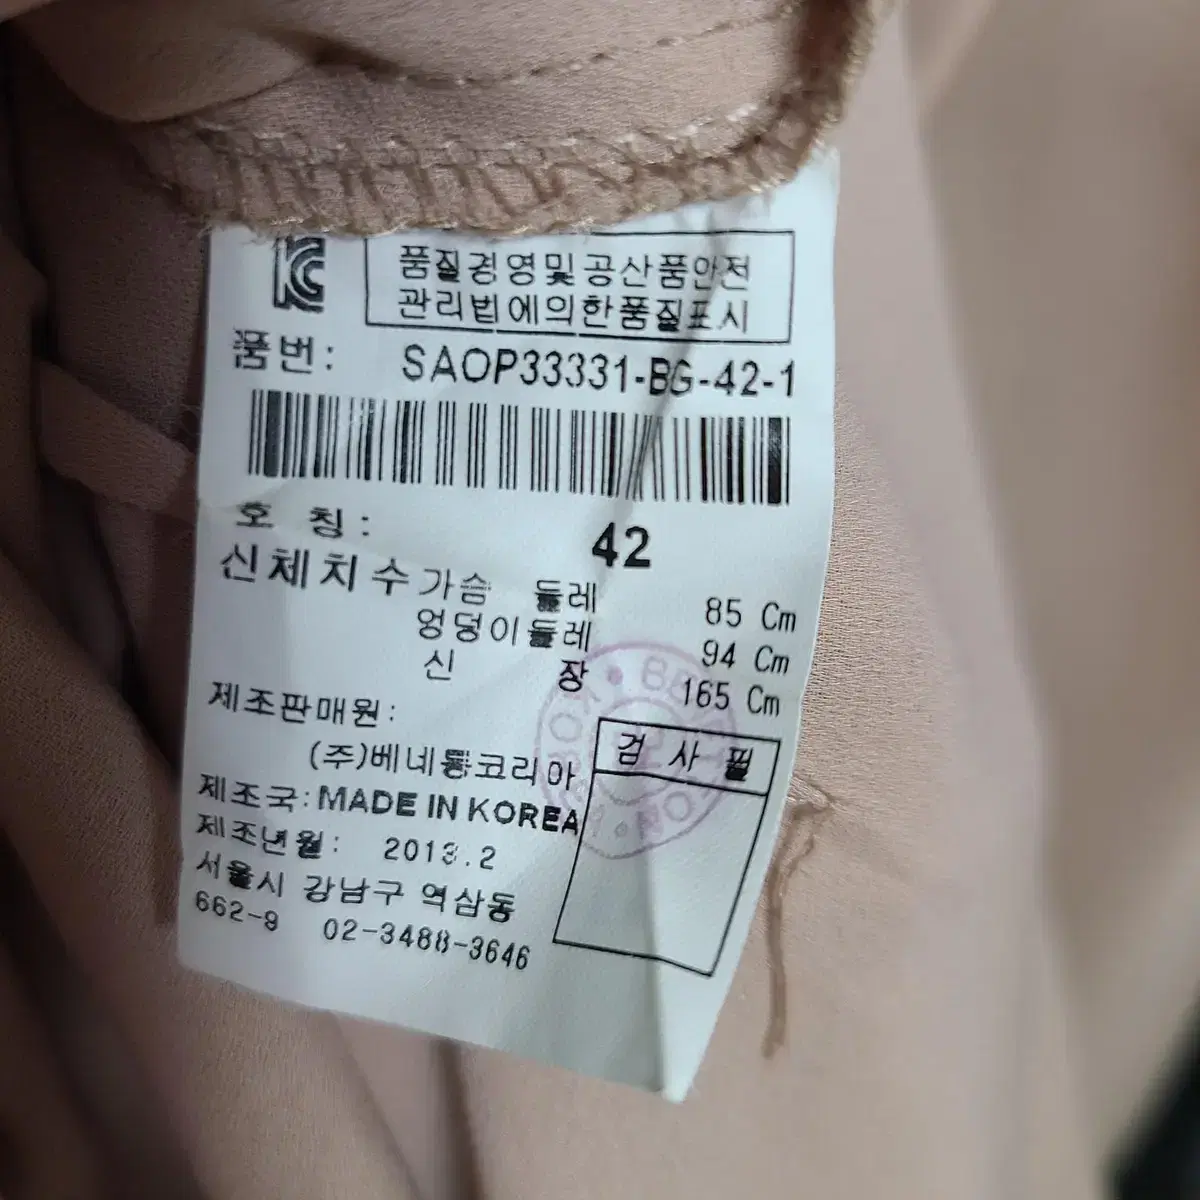 KC
품질경영및공산품안전
관리법에의한품질표시
품번: SAOP33331-BG-42-1
호 칭: 42
신체치수 가슴 둘레 85 Cm
엉덩이둘레 94 Cm
신 장 165 Cm
제조판매원:
(주)베네통코리아
제조국: MADE IN KOREA
제조년월: 2013.2
서울시 강남구 역삼동
662-9 02-3488-3646
검 사 필